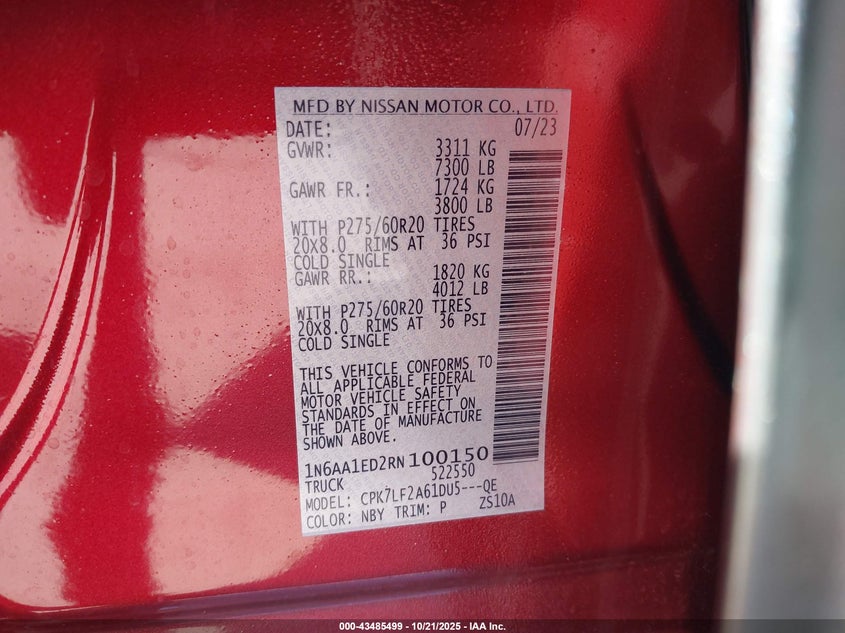 MFD BY NISSAN MOTOR CO., LTD.
DATE: 07/23
GVWR: 3311 KG
7300 LB
GAWR FR.: 1724 KG
3800 LB
WITH P275/60R20 TIRES
20X8.0 RIMS AT 36 PSI
COLD SINGLE
GAWR RR.: 1820 KG
4012 LB
WITH P275/60R20 TIRES
20X8.0 RIMS AT 36 PSI
COLD SINGLE
THIS VEHICLE CONFORMS TO
ALL APPLICABLE FEDERAL
MOTOR VEHICLE SAFETY
STANDARDS IN EFFECT ON
THE DATE OF MANUFACTURE
SHOWN ABOVE.
1N6AA1ED2RN100150
TRUCK 522550
MODEL: CPK7LF2A61DU5---QE
COLOR: NBY TRIM: P ZS10A
000-43485499 - 10/21/2025 - IAA Inc.